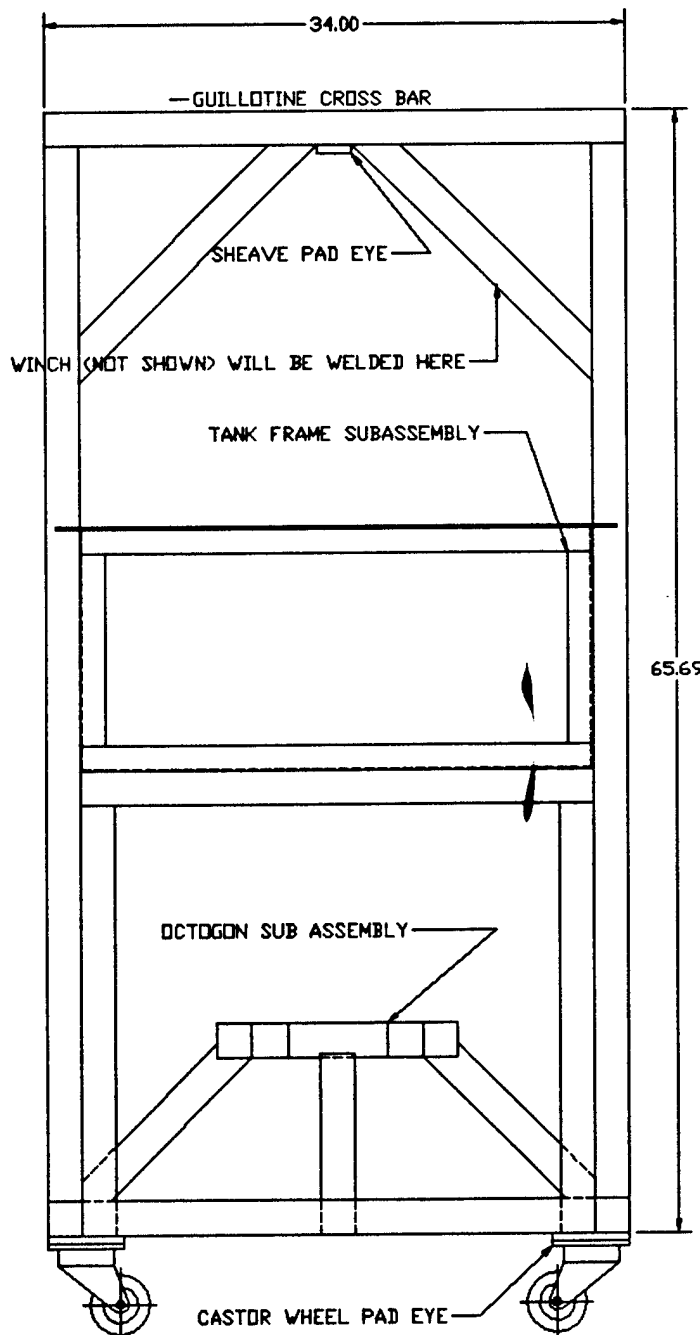 34.00
GUILLOTINE CROSS BAR
SHEAVE PAD EYE
WINCH (NOT SHOWN) WILL BE WELDED HERE
TANK FRAME SUBASSEMBLY
65.69
OCTOGON SUB ASSEMBLY
CASTOR WHEEL PAD EYE